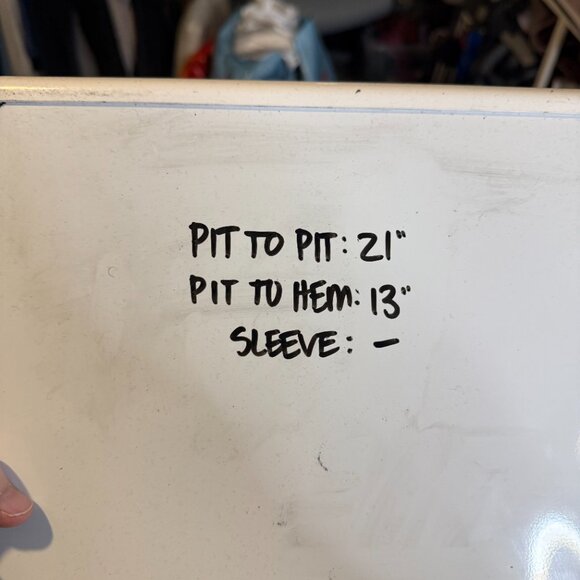 PIT TO PIT: 21"
PIT TO HEM: 13"
SLEEVE: -